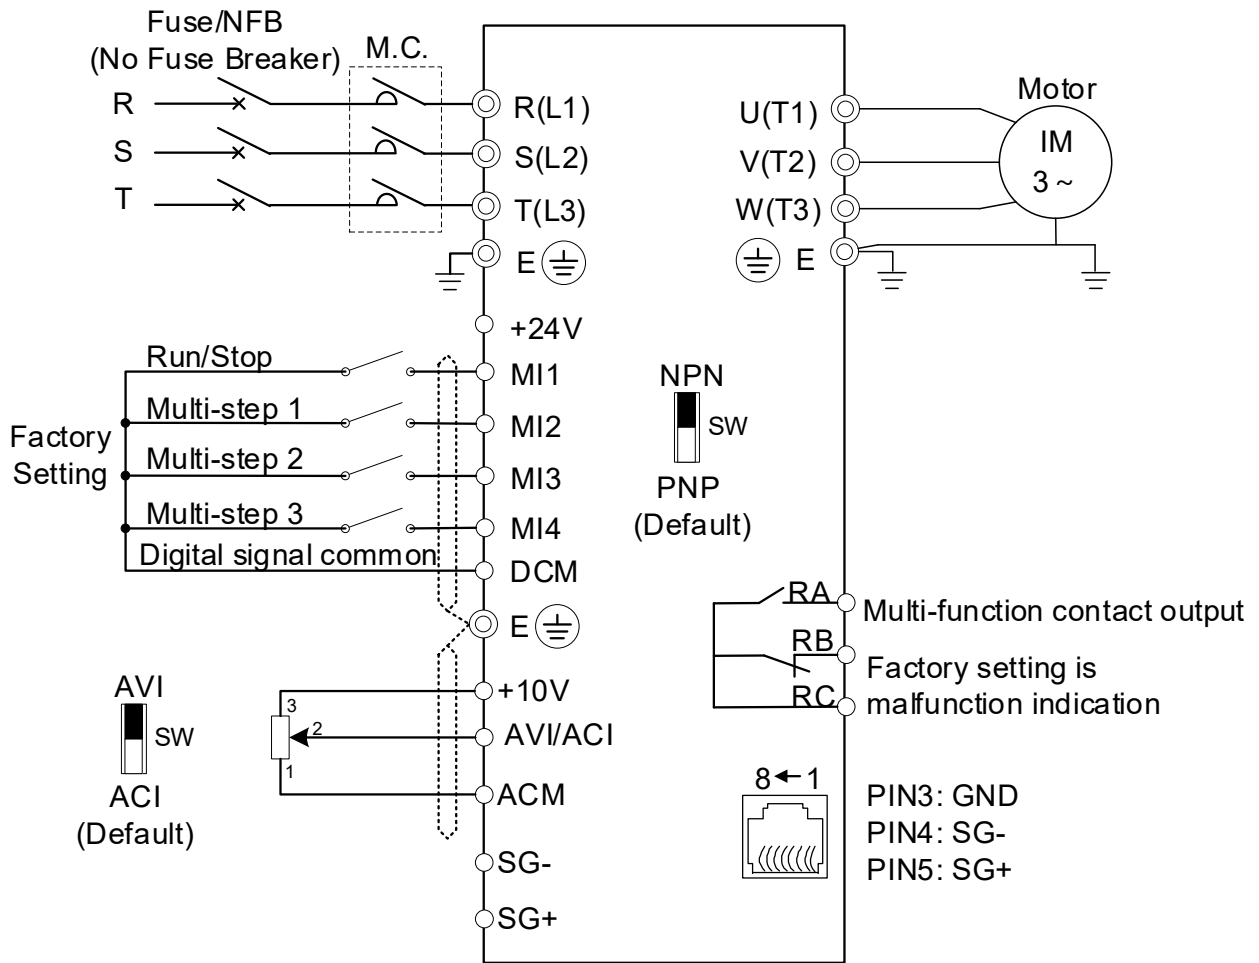 Fuse/NFB
(No Fuse Breaker)
M.C.
R
S
T
R(L1)
S(L2)
T(L3)
E
U(T1)
V(T2)
W(T3)
E
Motor
IM
3 ~
+24V
Run/Stop
MI1
Multi-step 1
MI2
Multi-step 2
MI3
Multi-step 3
MI4
Digital signal common
DCM
Factory
Setting
E
NPN
SW
PNP
(Default)
RA
Multi-function contact output
RB
RC
Factory setting is
malfunction indication
AVI
SW
ACI
(Default)
3
2
1
+10V
AVI/ACI
ACM
SG-
SG+
8 ← 1
PIN3: GND
PIN4: SG-
PIN5: SG+